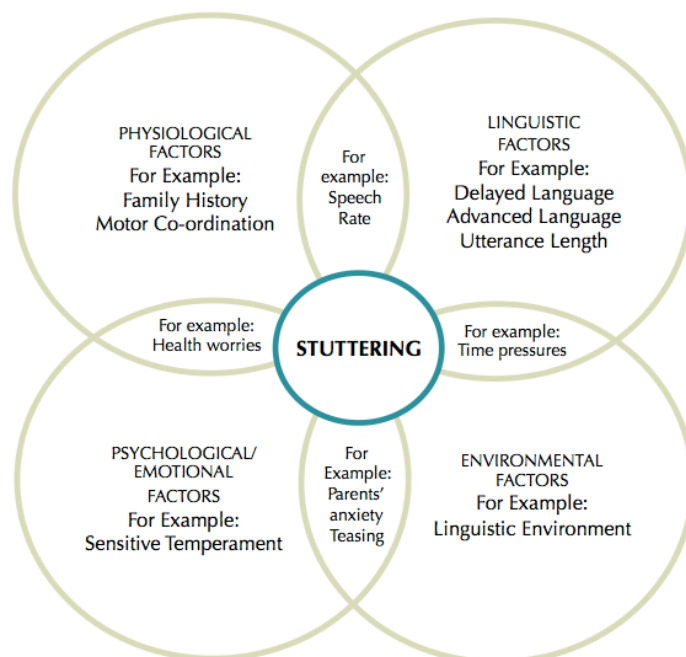 PHYSIOLOGICAL
FACTORS
For Example:
Family History
Motor Co-ordination
For
example:
Speech
Rate
LINGUISTIC
FACTORS
For Example:
Delayed Language
Advanced Language
Utterance Length
For example:
Health worries
STUTTERING
For example:
Time pressures
PSYCHOLOGICAL/
EMOTIONAL
FACTORS
For Example:
Sensitive Temperament
For
Example:
Parents’
anxiety
Teasing
ENVIRONMENTAL
FACTORS
For Example:
Linguistic Environment